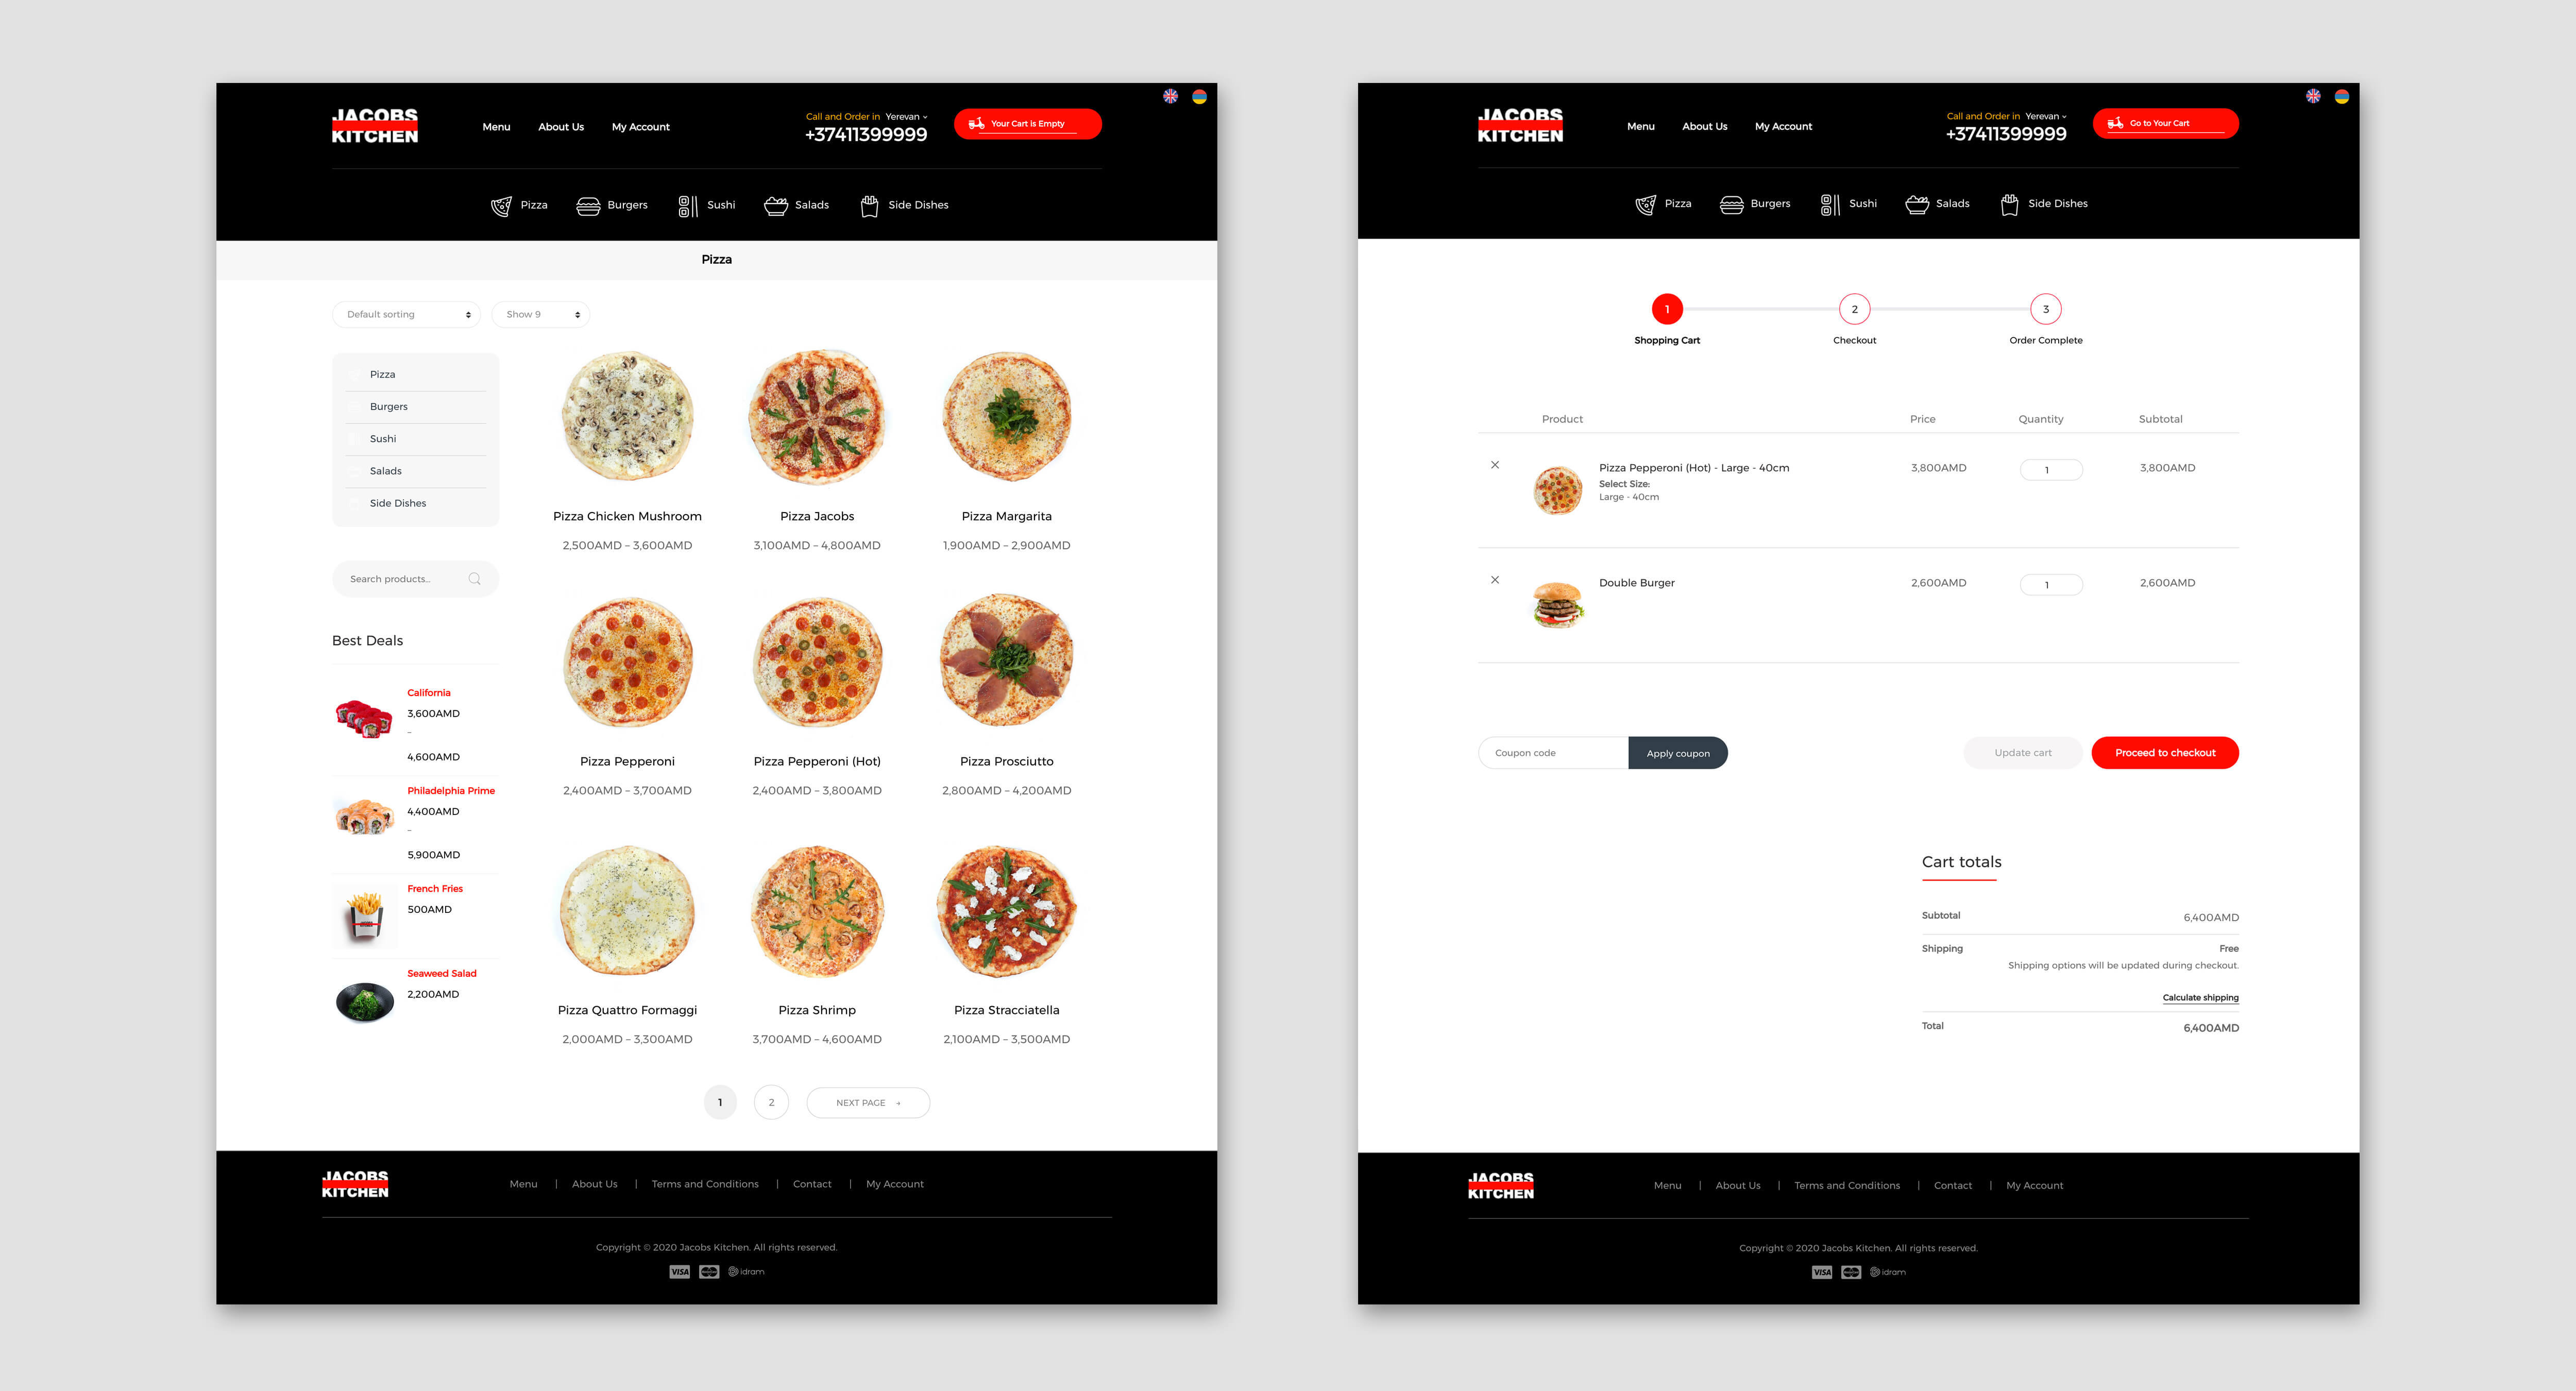 JACOBS
KITCHEN
Menu
About Us
My Account
Call and Order in Yerevan
+37411399999
Your Cart is Empty
Pizza
Burgers
Sushi
Salads
Side Dishes
Pizza
Default sorting
Show 9
Pizza
Burgers
Sushi
Salads
Side Dishes
Search products...
Best Deals
California
3,600AMD
–
4,600AMD
Philadelphia Prime
4,400AMD
–
5,900AMD
French Fries
500AMD
Seaweed Salad
2,200AMD
Pizza Chicken Mushroom
2,500AMD – 3,600AMD
Pizza Jacobs
3,100AMD – 4,800AMD
Pizza Margarita
1,900AMD – 2,900AMD
Pizza Pepperoni
2,400AMD – 3,700AMD
Pizza Pepperoni (Hot)
2,400AMD – 3,800AMD
Pizza Prosciutto
2,800AMD – 4,200AMD
Pizza Quattro Formaggi
2,000AMD – 3,300AMD
Pizza Shrimp
3,700AMD – 4,600AMD
Pizza Stracciatella
2,100AMD – 3,500AMD
1
2
NEXT PAGE →
JACOBS
KITCHEN
Menu | About Us | Terms and Conditions | Contact | My Account
Copyright © 2020 Jacobs Kitchen. All rights reserved.
VISA
idram
JACOBS
KITCHEN
Menu
About Us
My Account
Call and Order in Yerevan
+37411399999
Go to Your Cart
Pizza
Burgers
Sushi
Salads
Side Dishes
1
2
3
Shopping Cart
Checkout
Order Complete
Product
Price
Quantity
Subtotal
Pizza Pepperoni (Hot) - Large - 40cm
Select Size:
Large - 40cm
3,800AMD
1
3,800AMD
Double Burger
2,600AMD
1
2,600AMD
Coupon code
Apply coupon
Update cart
Proceed to checkout
Cart totals
Subtotal
6,400AMD
Shipping
Free
Shipping options will be updated during checkout.
Calculate shipping
Total
6,400AMD
JACOBS
KITCHEN
Menu | About Us | Terms and Conditions | Contact | My Account
Copyright © 2020 Jacobs Kitchen. All rights reserved.
VISA
idram